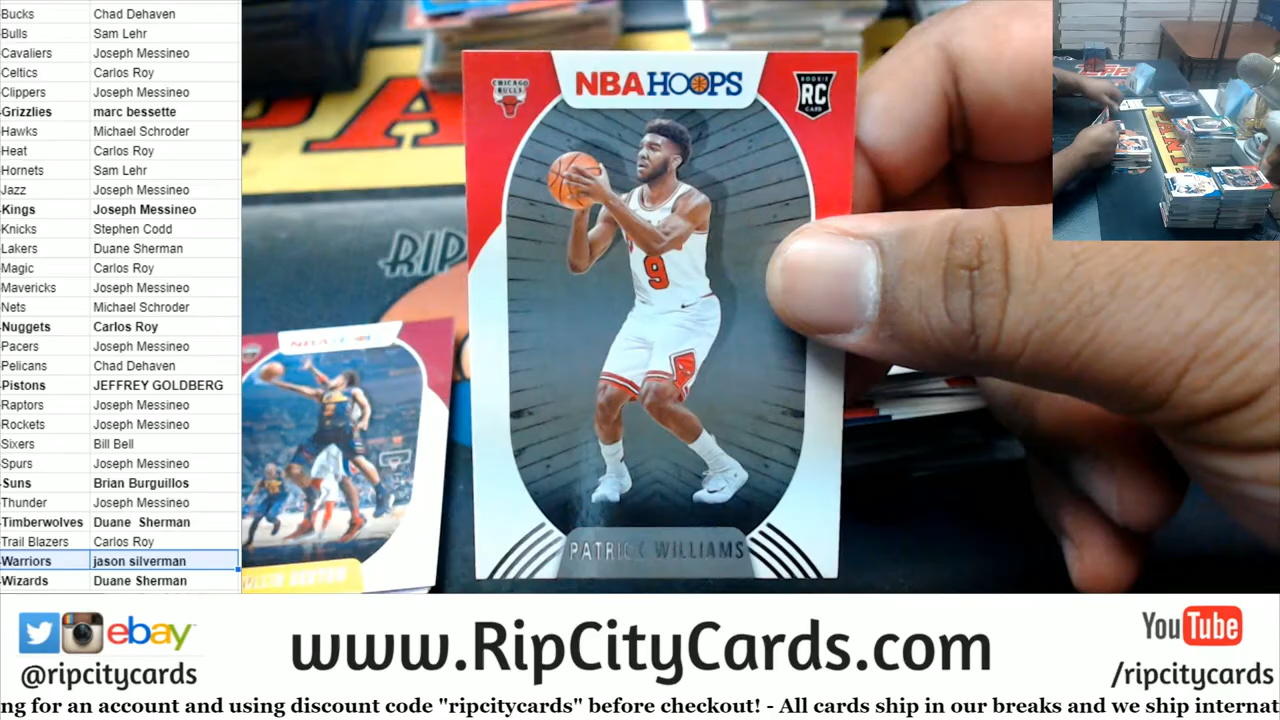 Bucks Chad Dehaven
Bulls Sam Lehr
Cavaliers Joseph Messineo
Celtics Carlos Roy
Clippers Joseph Messineo
Grizzlies marc bessette
Hawks Michael Schroder
Heat Carlos Roy
Hornets Sam Lehr
Jazz Joseph Messineo
Kings Joseph Messineo
Knicks Stephen Codd
Lakers Duane Sherman
Magic Carlos Roy
Mavericks Joseph Messineo
Nets Michael Schroder
Nuggets Carlos Roy
Pacers Joseph Messineo
Pelicans Chad Dehaven
Pistons JEFFREY GOLDBERG
Raptors Joseph Messineo
Rockets Joseph Messineo
Sixers Bill Bell
Spurs Joseph Messineo
Suns Brian Burguillos
Thunder Joseph Messineo
Timberwolves Duane Sherman
Trail Blazers Carlos Roy
Warriors jason silverman
Wizards Duane Sherman
CHICAGO
BULLS
NBA HOOPS
ROOKIE
RC
CARD
9
PATRICK WILLIAMS
RIP
ebay
@ripcitycards
www.RipCityCards.com
YouTube
/ripcitycards
ng for an account and using discount code "ripcitycards" before checkout! - All cards ship in our breaks and we ship internat